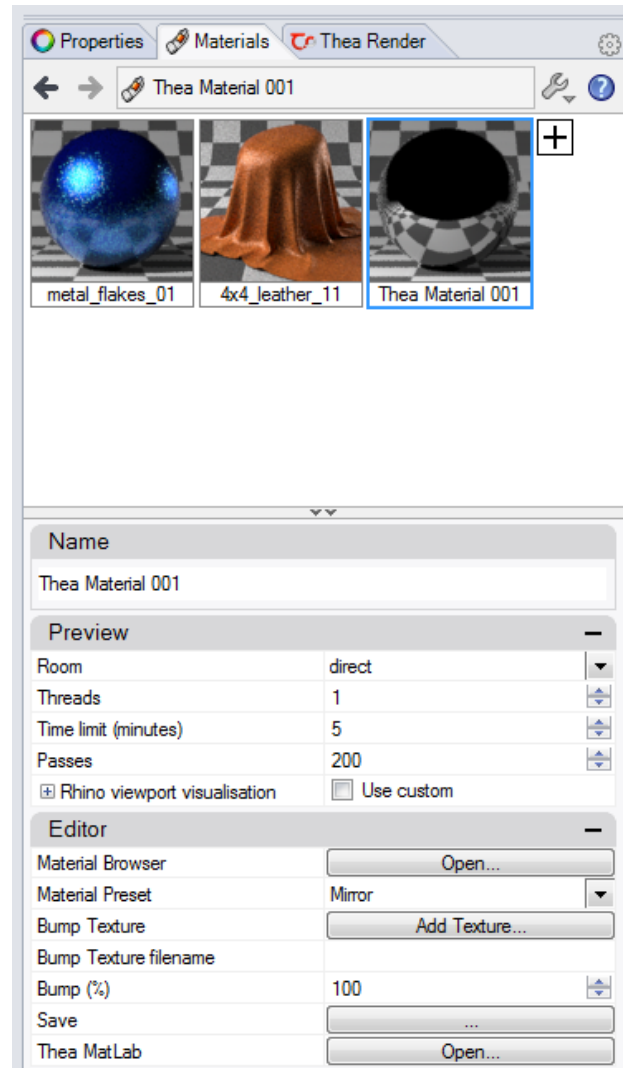 Properties Materials Thea Render
Thea Material 001
metal_flakes_01 4x4_leather_11 Thea Material 001
Name
Thea Material 001
Preview
Room direct
Threads 1
Time limit (minutes) 5
Passes 200
Rhino viewport visualisation Use custom
Editor
Material Browser Open...
Material Preset Mirror
Bump Texture Add Texture...
Bump Texture filename
Bump (%) 100
Save ...
Thea MatLab Open...